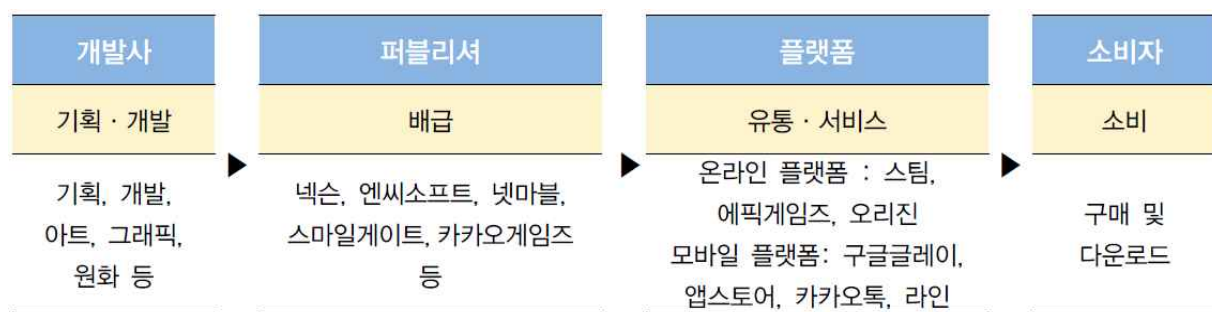 개발사
기획 · 개발
기획, 개발,
아트, 그래픽,
원화 등
▶
퍼블리셔
배급
넥슨, 엔씨소프트, 넷마블,
스마일게이트, 카카오게임즈
등
▶
플랫폼
유통 · 서비스
온라인 플랫폼 : 스팀,
에픽게임즈, 오리진
모바일 플랫폼: 구글글레이,
앱스토어, 카카오톡, 라인
▶
소비자
소비
구매 및
다운로드